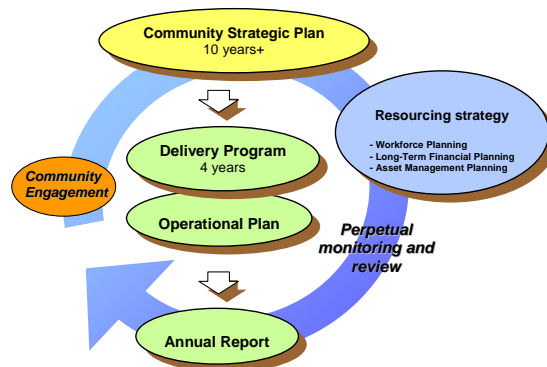 Community Strategic Plan
10 years+
Resourcing strategy
- Workforce Planning
- Long-Term Financial Planning
- Asset Management Planning
Delivery Program
4 years
Community
Engagement
Operational Plan
Perpetual
monitoring and
review
Annual Report